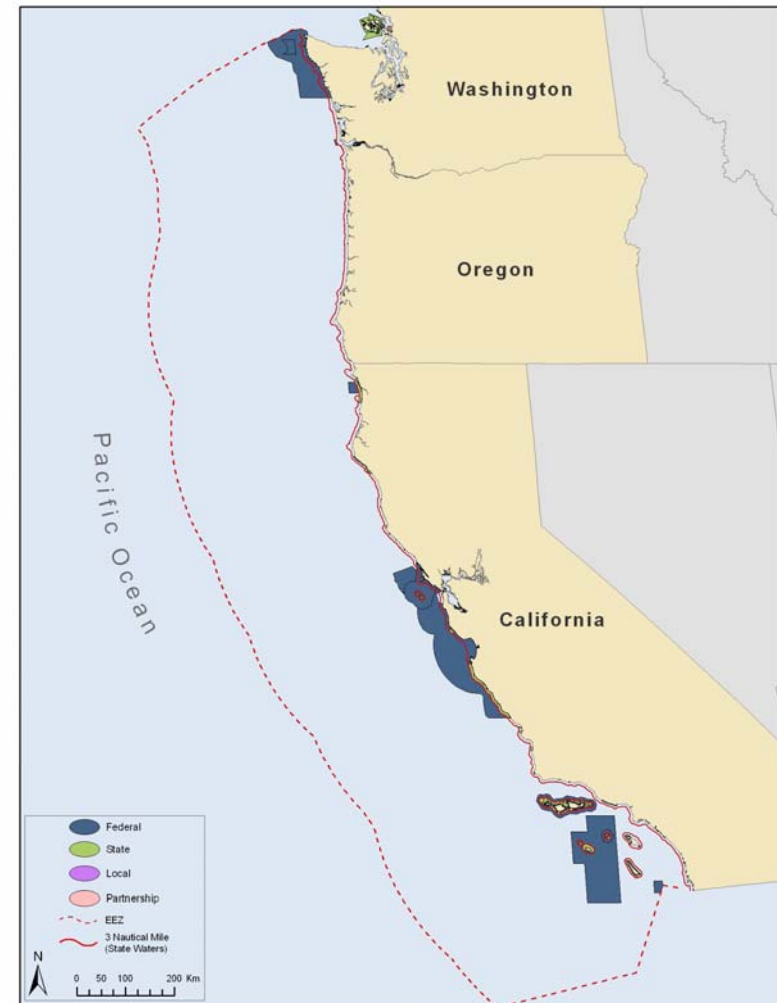 Washington
Oregon
Pacific Ocean
California
Federal
State
Local
Partnership
EEZ
3 Nautical Mile
(State Waters)
N
0 50 100 200 Km